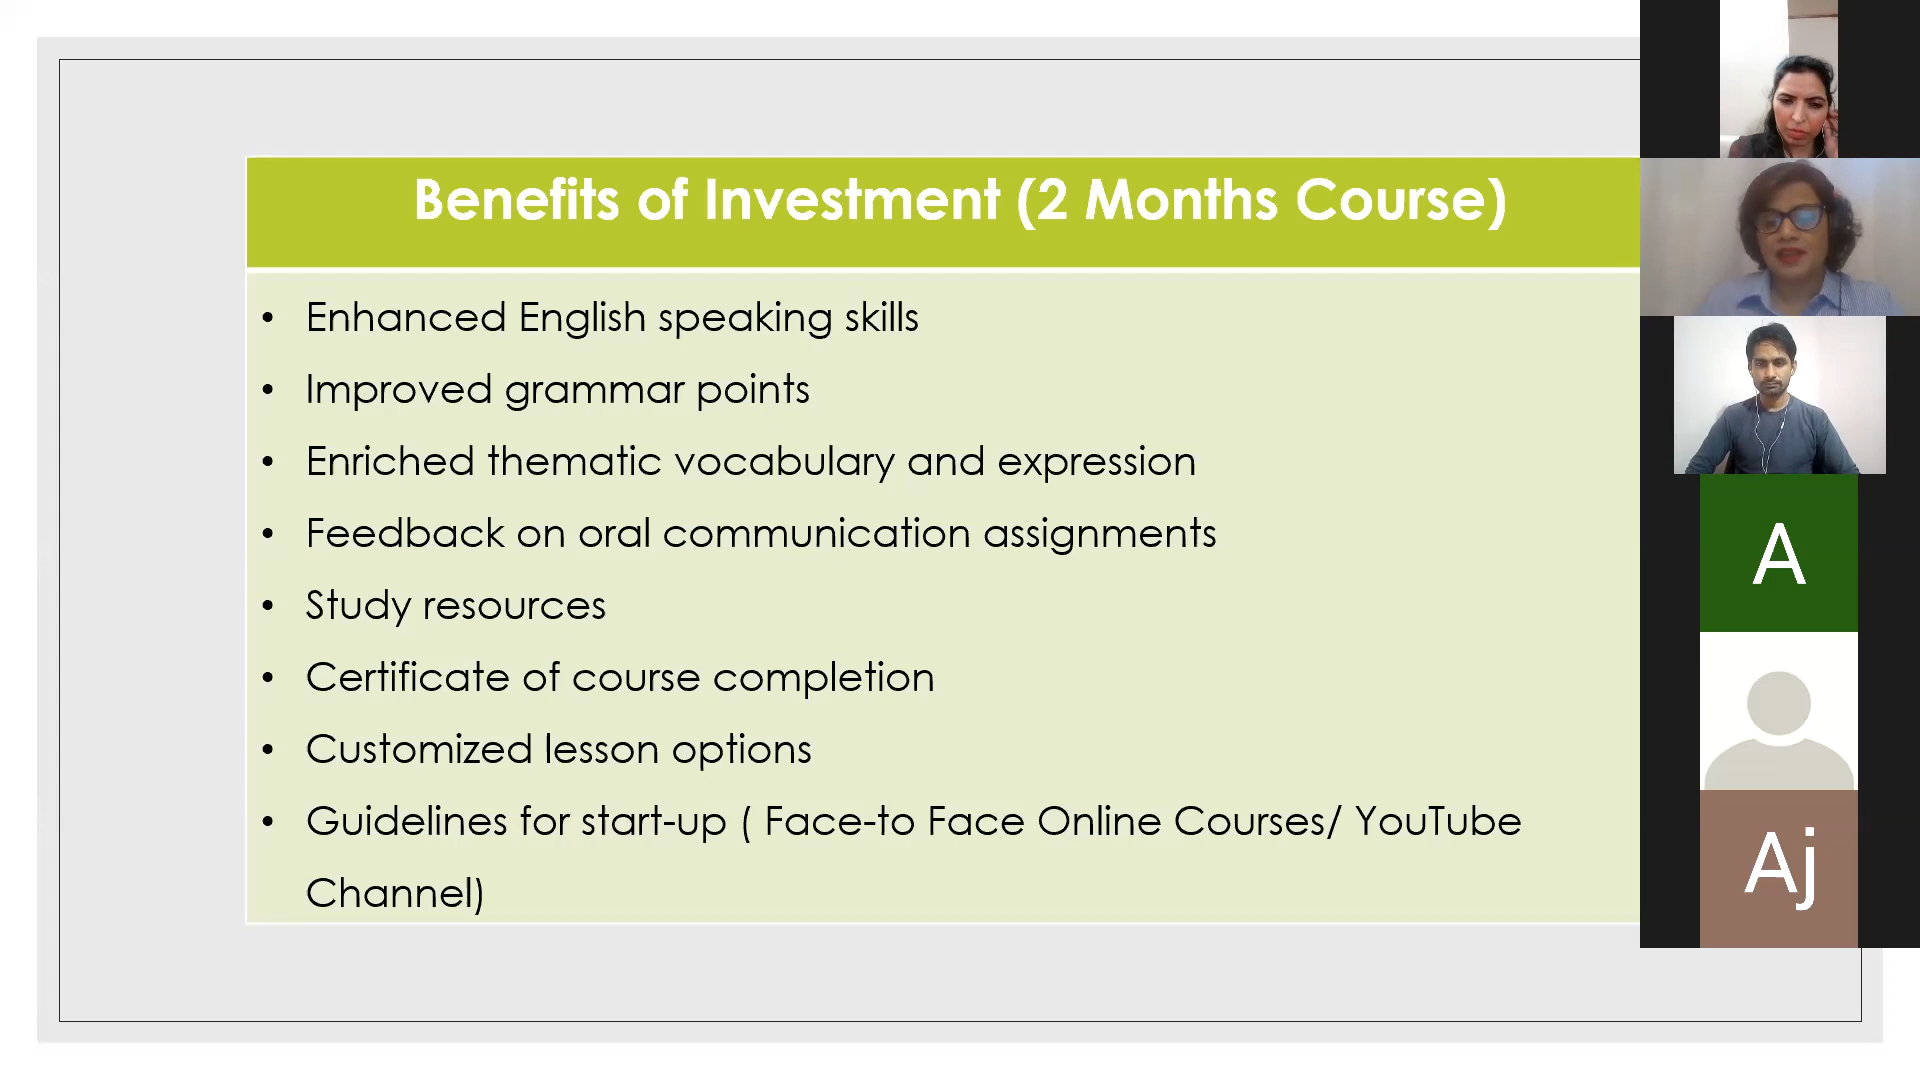 Benefits of Investment (2 Months Course)
• Enhanced English speaking skills
• Improved grammar points
• Enriched thematic vocabulary and expression
• Feedback on oral communication assignments
• Study resources
• Certificate of course completion
• Customized lesson options
• Guidelines for start-up ( Face-to Face Online Courses/ YouTube
Channel)
A
Aj